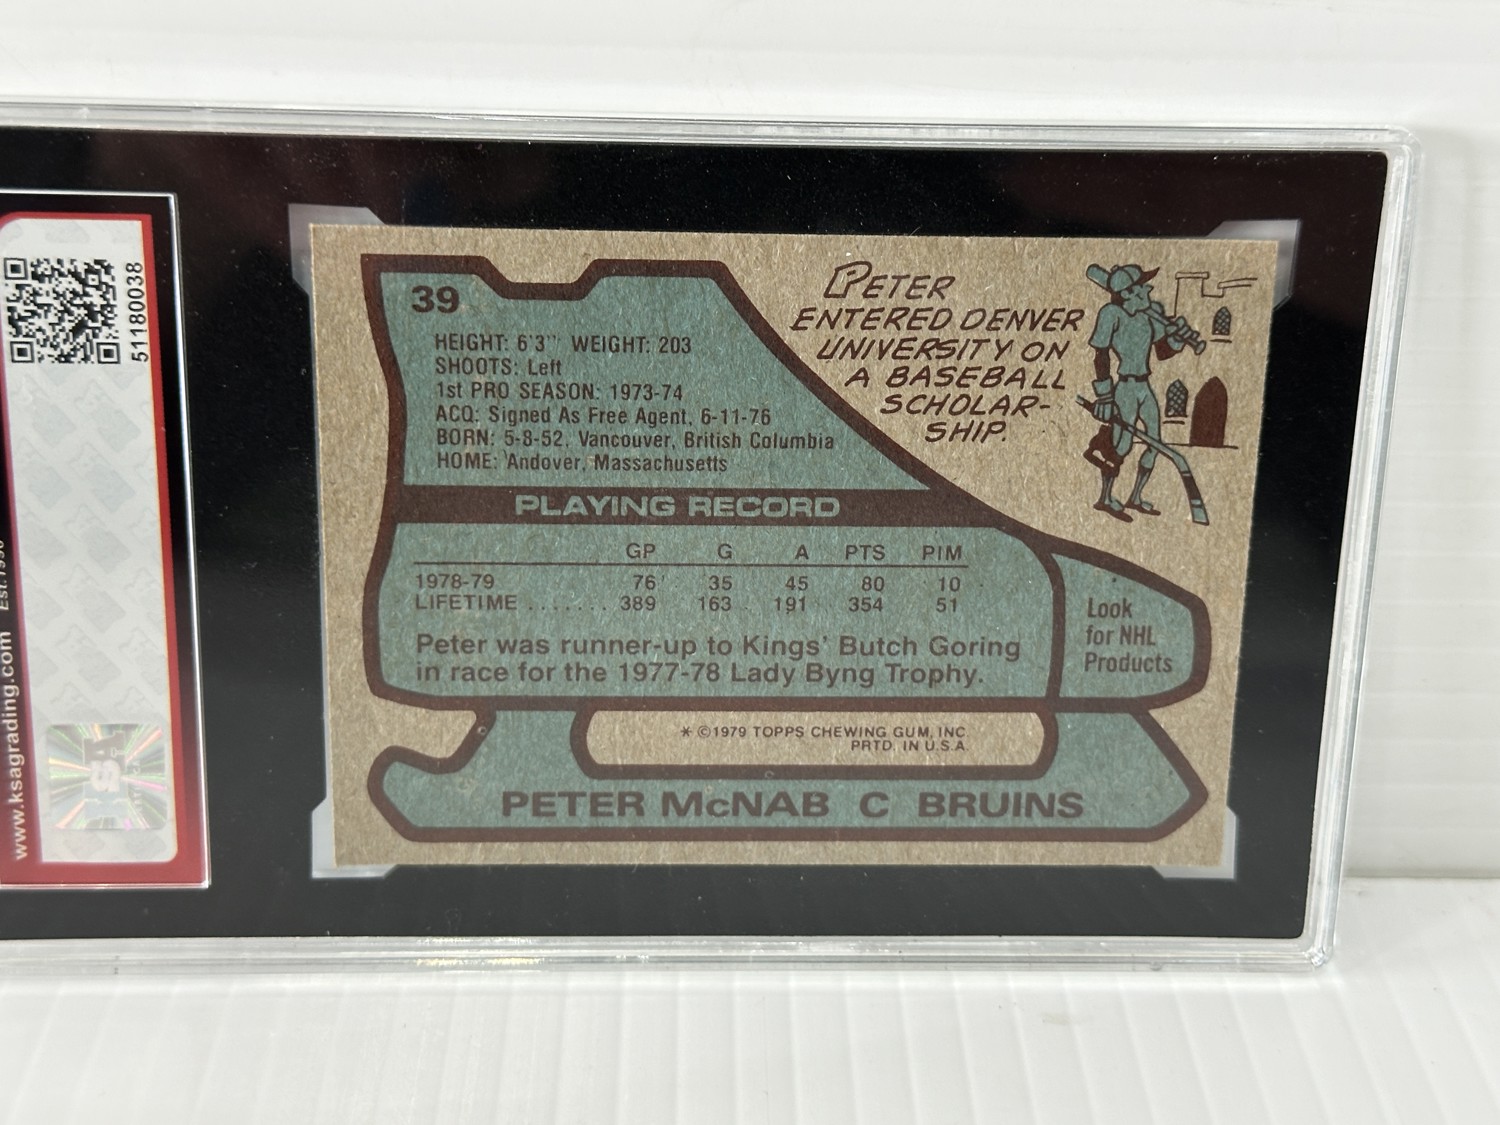 51180038
www.ksagrading.com Est. 1996
KSA
39
HEIGHT: 6'3" WEIGHT: 203
SHOOTS: Left
1st PRO SEASON: 1973-74
ACQ: Signed As Free Agent, 6-11-76
BORN: 5-8-52, Vancouver, British Columbia
HOME: Andover, Massachusetts
PETER
ENTERED DENVER
UNIVERSITY ON
A BASEBALL
SCHOLAR-
SHIP.
PLAYING RECORD
GP G A PTS PIM
1978-79 76 35 45 80 10
LIFETIME ....... 389 163 191 354 51
Peter was runner-up to Kings' Butch Goring
in race for the 1977-78 Lady Byng Trophy.
Look
for NHL
Products
* ©1979 TOPPS CHEWING GUM, INC.
PRTD. IN U.S.A.
PETER McNAB C BRUINS